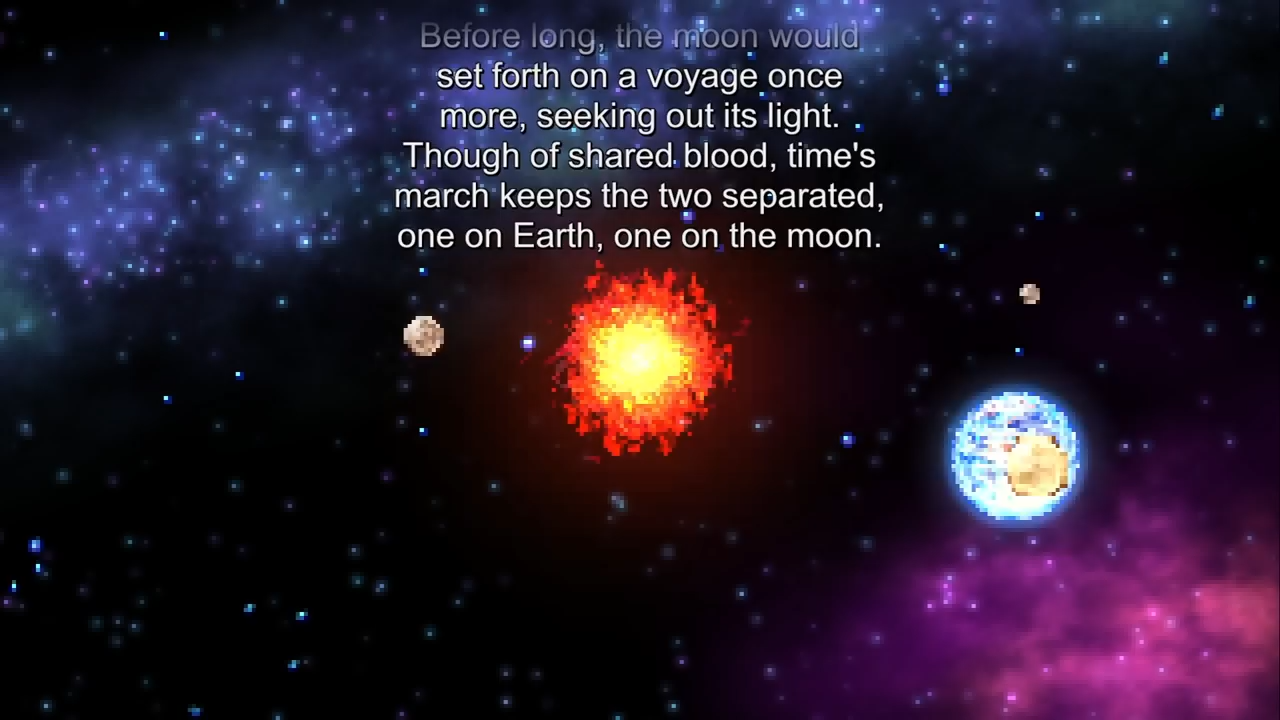 Before long, the moon would
set forth on a voyage once
more, seeking out its light.
Though of shared blood, time's
march keeps the two separated,
one on Earth, one on the moon.